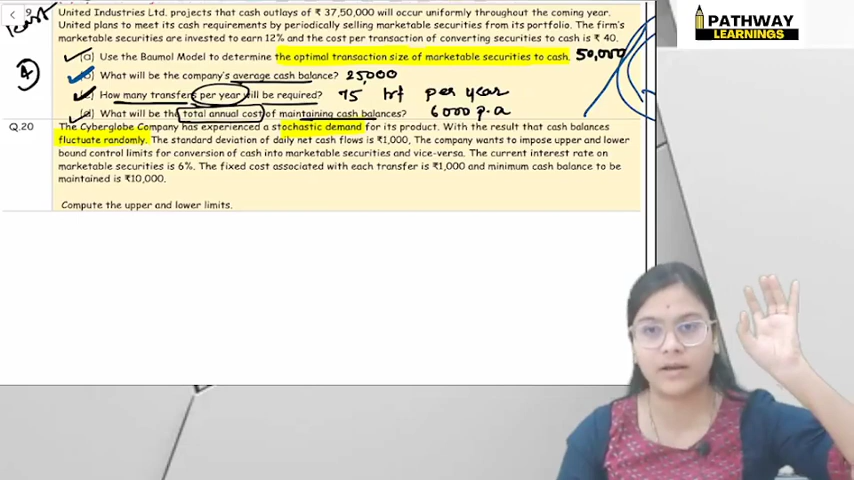 PATHWAY
LEARNINGS
least
9
United Industries Ltd. projects that cash outlays of ₹ 37,50,000 will occur uniformly throughout the coming year.
United plans to meet its cash requirements by periodically selling marketable securities from its portfolio. The firm's
marketable securities are invested to earn 12% and the cost per transaction of converting securities to cash is ₹ 40.
(a) Use the Baumol Model to determine the optimal transaction size of marketable securities to cash. 50,000
What will be the company's average cash balance? 25,000
(c) How many transfers per year will be required? 75 trf per year
(d) What will be the total annual cost of maintaining cash balances? 6000 p.a
4
Q.20
The Cyberglobe Company has experienced a stochastic demand for its product. With the result that cash balances
fluctuate randomly. The standard deviation of daily net cash flows is ₹1,000, The company wants to impose upper and lower
bound control limits for conversion of cash into marketable securities and vice-versa. The current interest rate on
marketable securities is 6%. The fixed cost associated with each transfer is ₹1,000 and minimum cash balance to be
maintained is ₹10,000.
Compute the upper and lower limits.